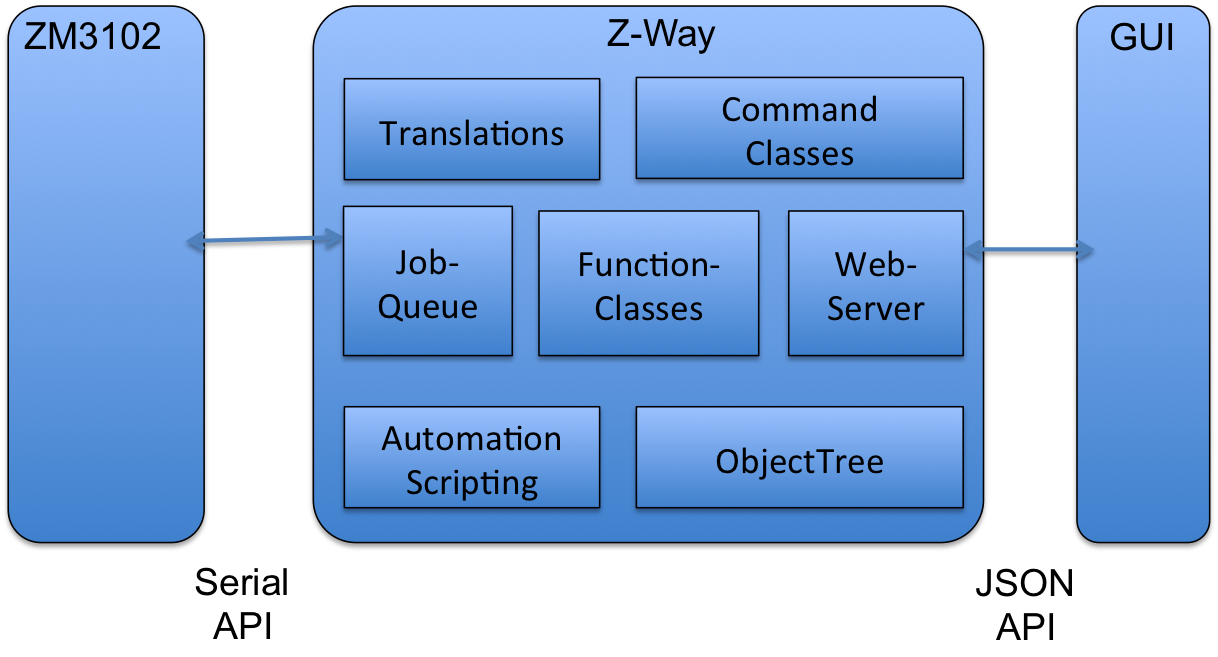 ZM3102
Z-Way
GUI
Translations
Command
Classes
Job-
Queue
Function-
Classes
Web-
Server
Automation
Scripting
ObjectTree
Serial
API
JSON
API